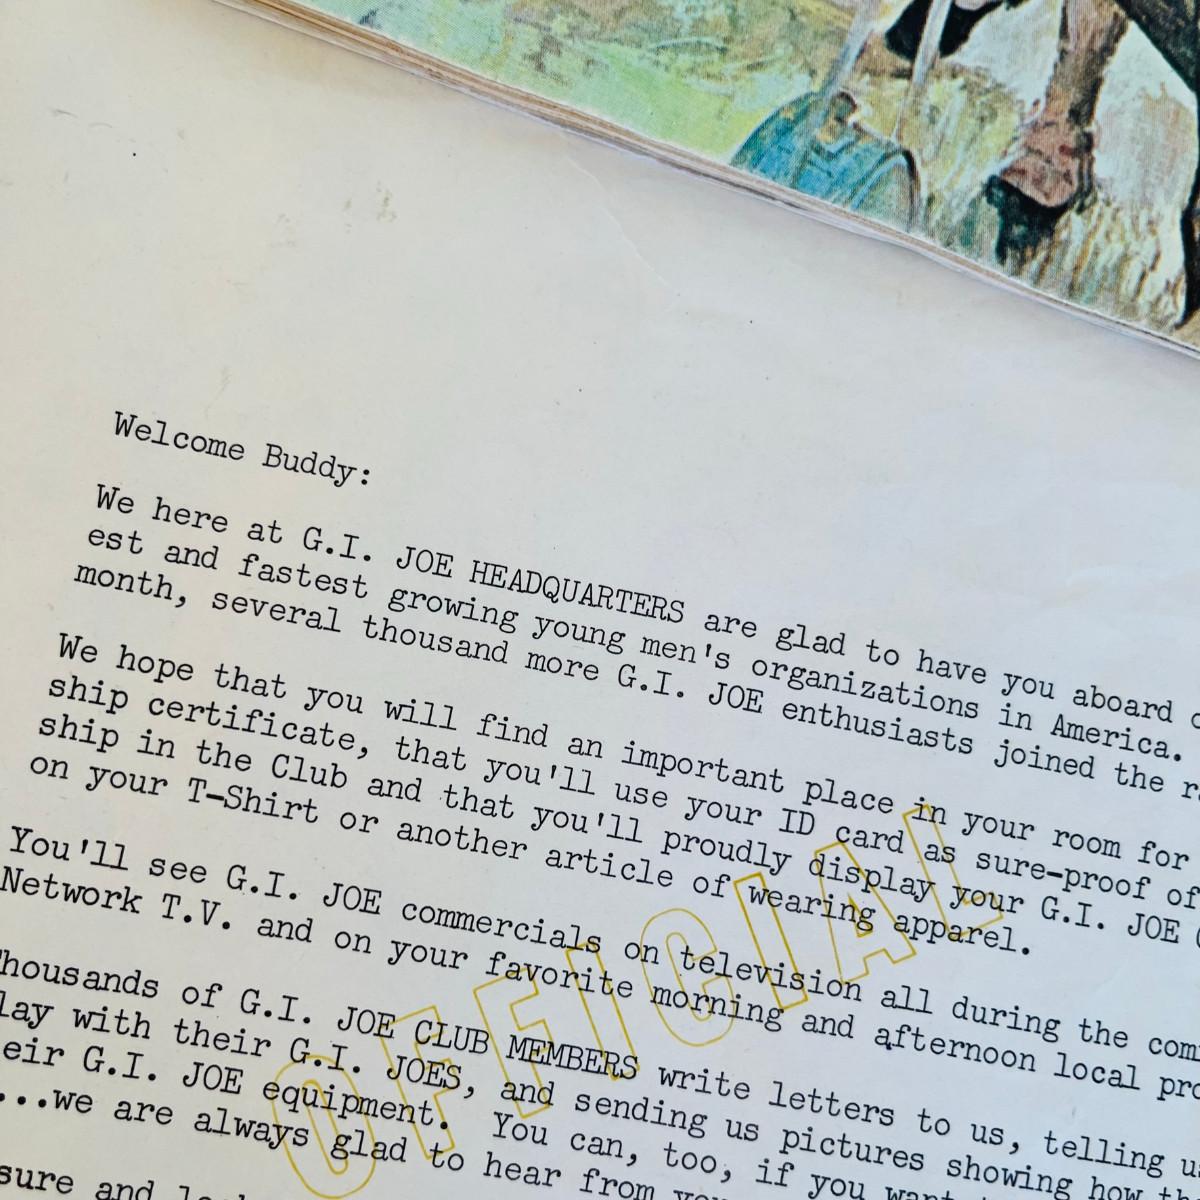 Welcome Buddy:
We here at G.I. JOE HEADQUARTERS are glad to have you aboard
est and fastest growing young men's organizations in America.
month, several thousand more G.I. JOE enthusiasts joined the
We hope that you will find an important place in your room for
ship certificate, that you'll use your ID card as sure-proof of
ship in the Club and that you'll proudly display your G.I. JOE
on your T-Shirt or another article of wearing apparel.
You'll see G.I. JOE commercials on television all during the
Network T.V. and on your favorite morning and afternoon local
housands of G.I. JOE CLUB MEMBERS write letters to us, telling
lay with their G.I. JOES, and sending us pictures showing how
eir G.I. JOE equipment. You can, too, if you want
...we are always glad to hear from
sure and
OFFICIAL